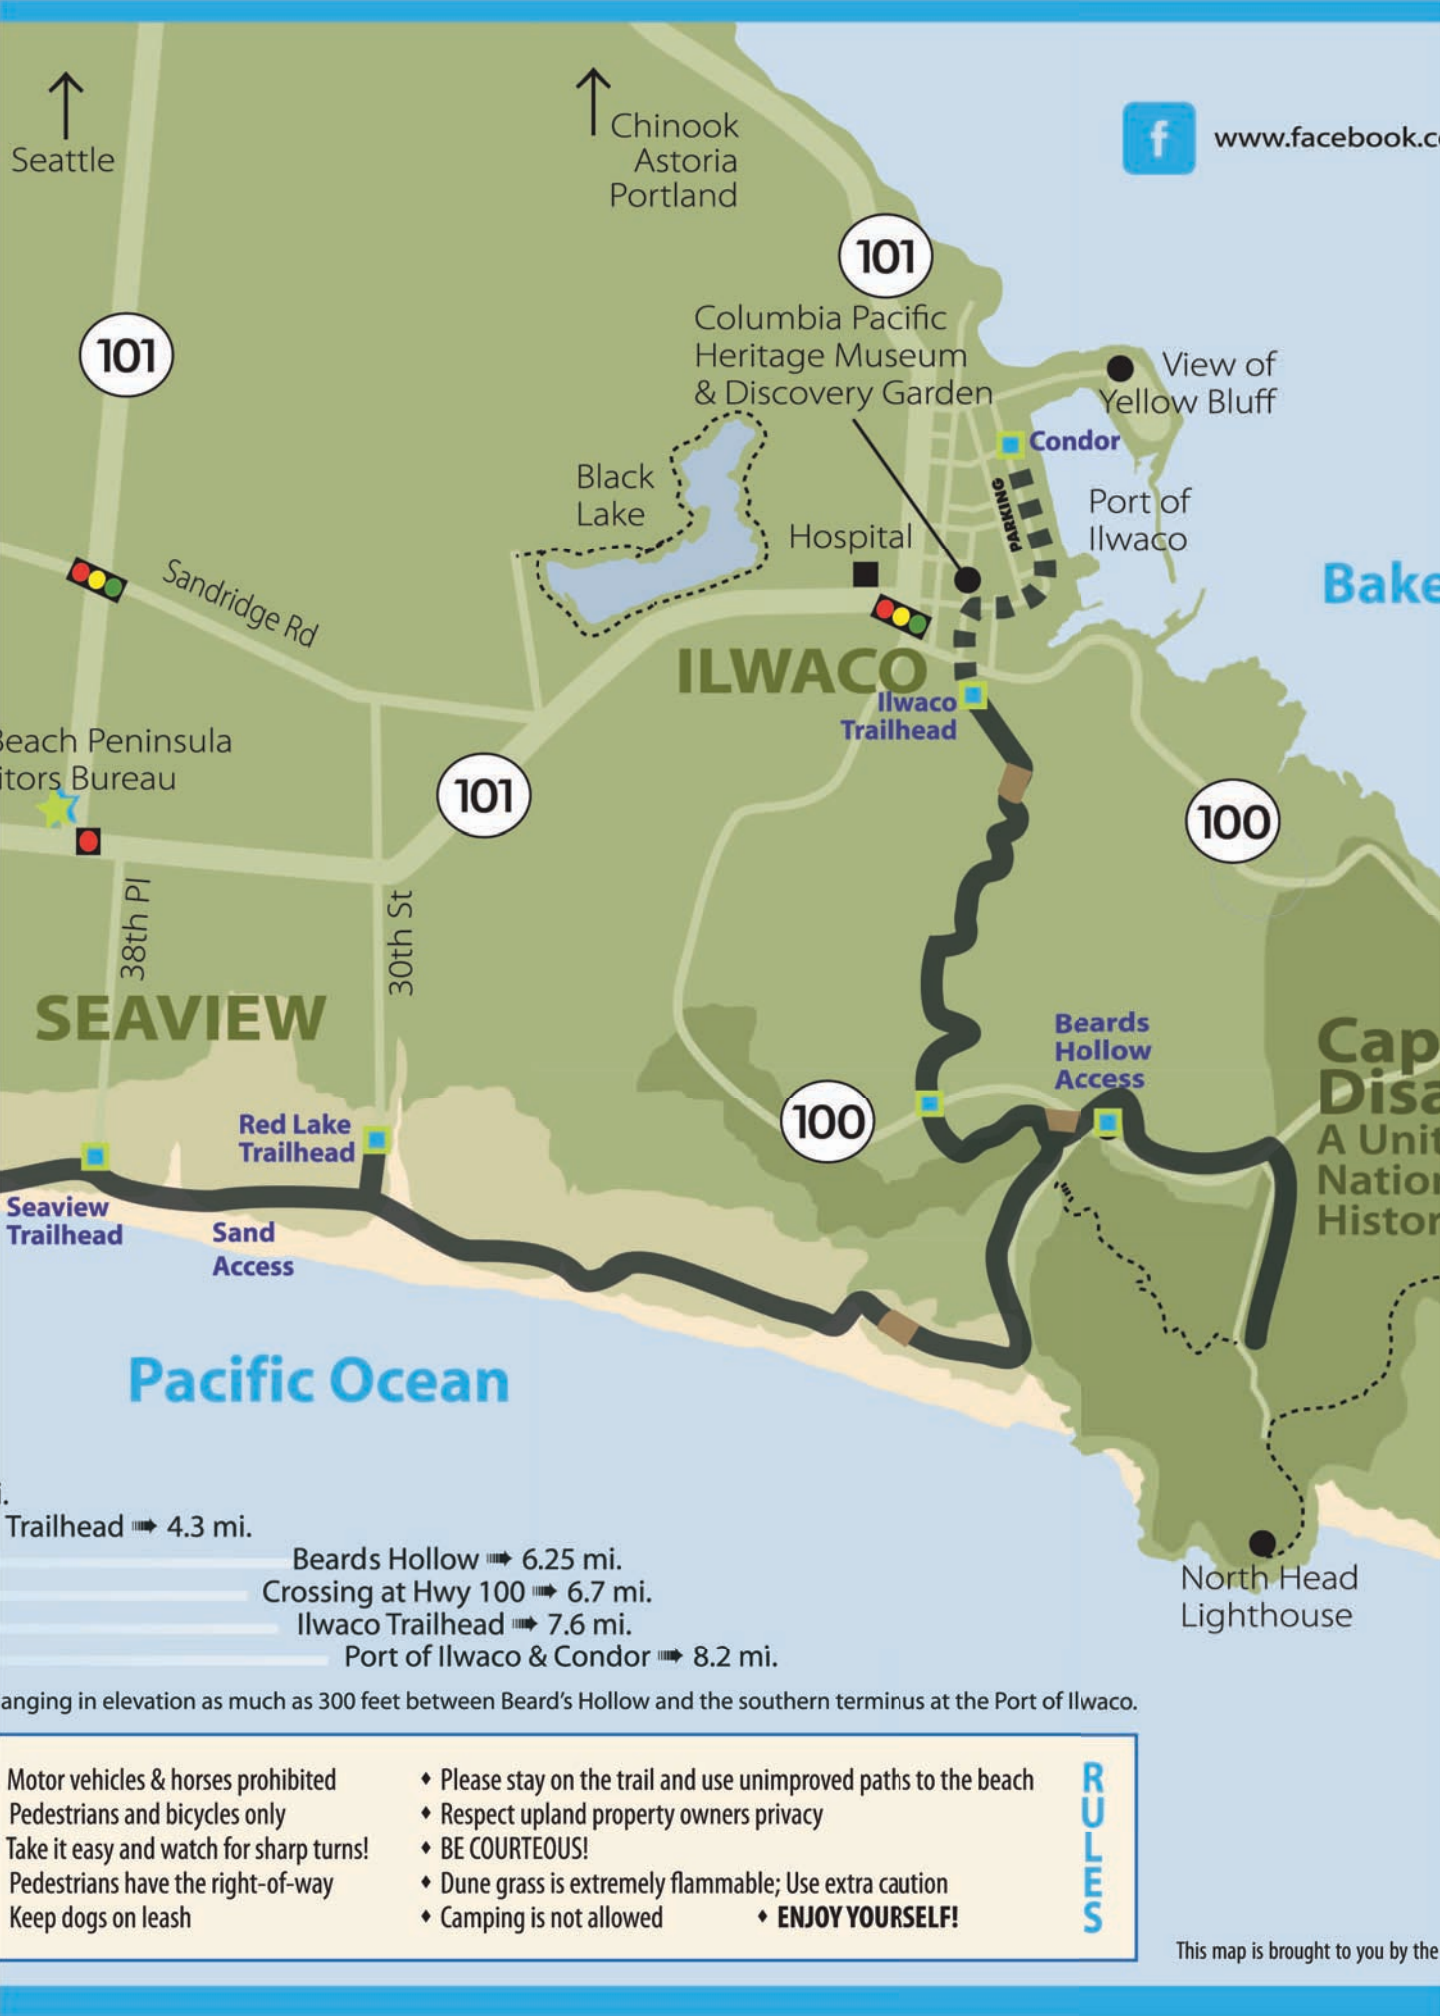 Seattle
Chinook
Astoria
Portland
www.facebook.c
101
101
Columbia Pacific
Heritage Museum
& Discovery Garden
View of
Yellow Bluff
Condor
PARKING
Black
Lake
Port of
Ilwaco
Hospital
Bake
Sandridge Rd
ILWACO
Ilwaco
Trailhead
Beach Peninsula
itors Bureau
101
100
38th Pl
30th St
SEAVIEW
Beards
Hollow
Access
Cap
Disa
A Unit
Nation
Histor
100
Red Lake
Trailhead
Seaview
Trailhead
Sand
Access
Pacific Ocean
Trailhead ➠ 4.3 mi.
Beards Hollow ➠ 6.25 mi.
Crossing at Hwy 100 ➠ 6.7 mi.
Ilwaco Trailhead ➠ 7.6 mi.
Port of Ilwaco & Condor ➠ 8.2 mi.
North Head
Lighthouse
anging in elevation as much as 300 feet between Beard's Hollow and the southern terminus at the Port of Ilwaco.
RULES
Motor vehicles & horses prohibited
Pedestrians and bicycles only
Take it easy and watch for sharp turns!
Pedestrians have the right-of-way
Keep dogs on leash
♦ Please stay on the trail and use unimproved paths to the beach
♦ Respect upland property owners privacy
♦ BE COURTEOUS!
♦ Dune grass is extremely flammable; Use extra caution
♦ Camping is not allowed ♦ ENJOY YOURSELF!
This map is brought to you by the